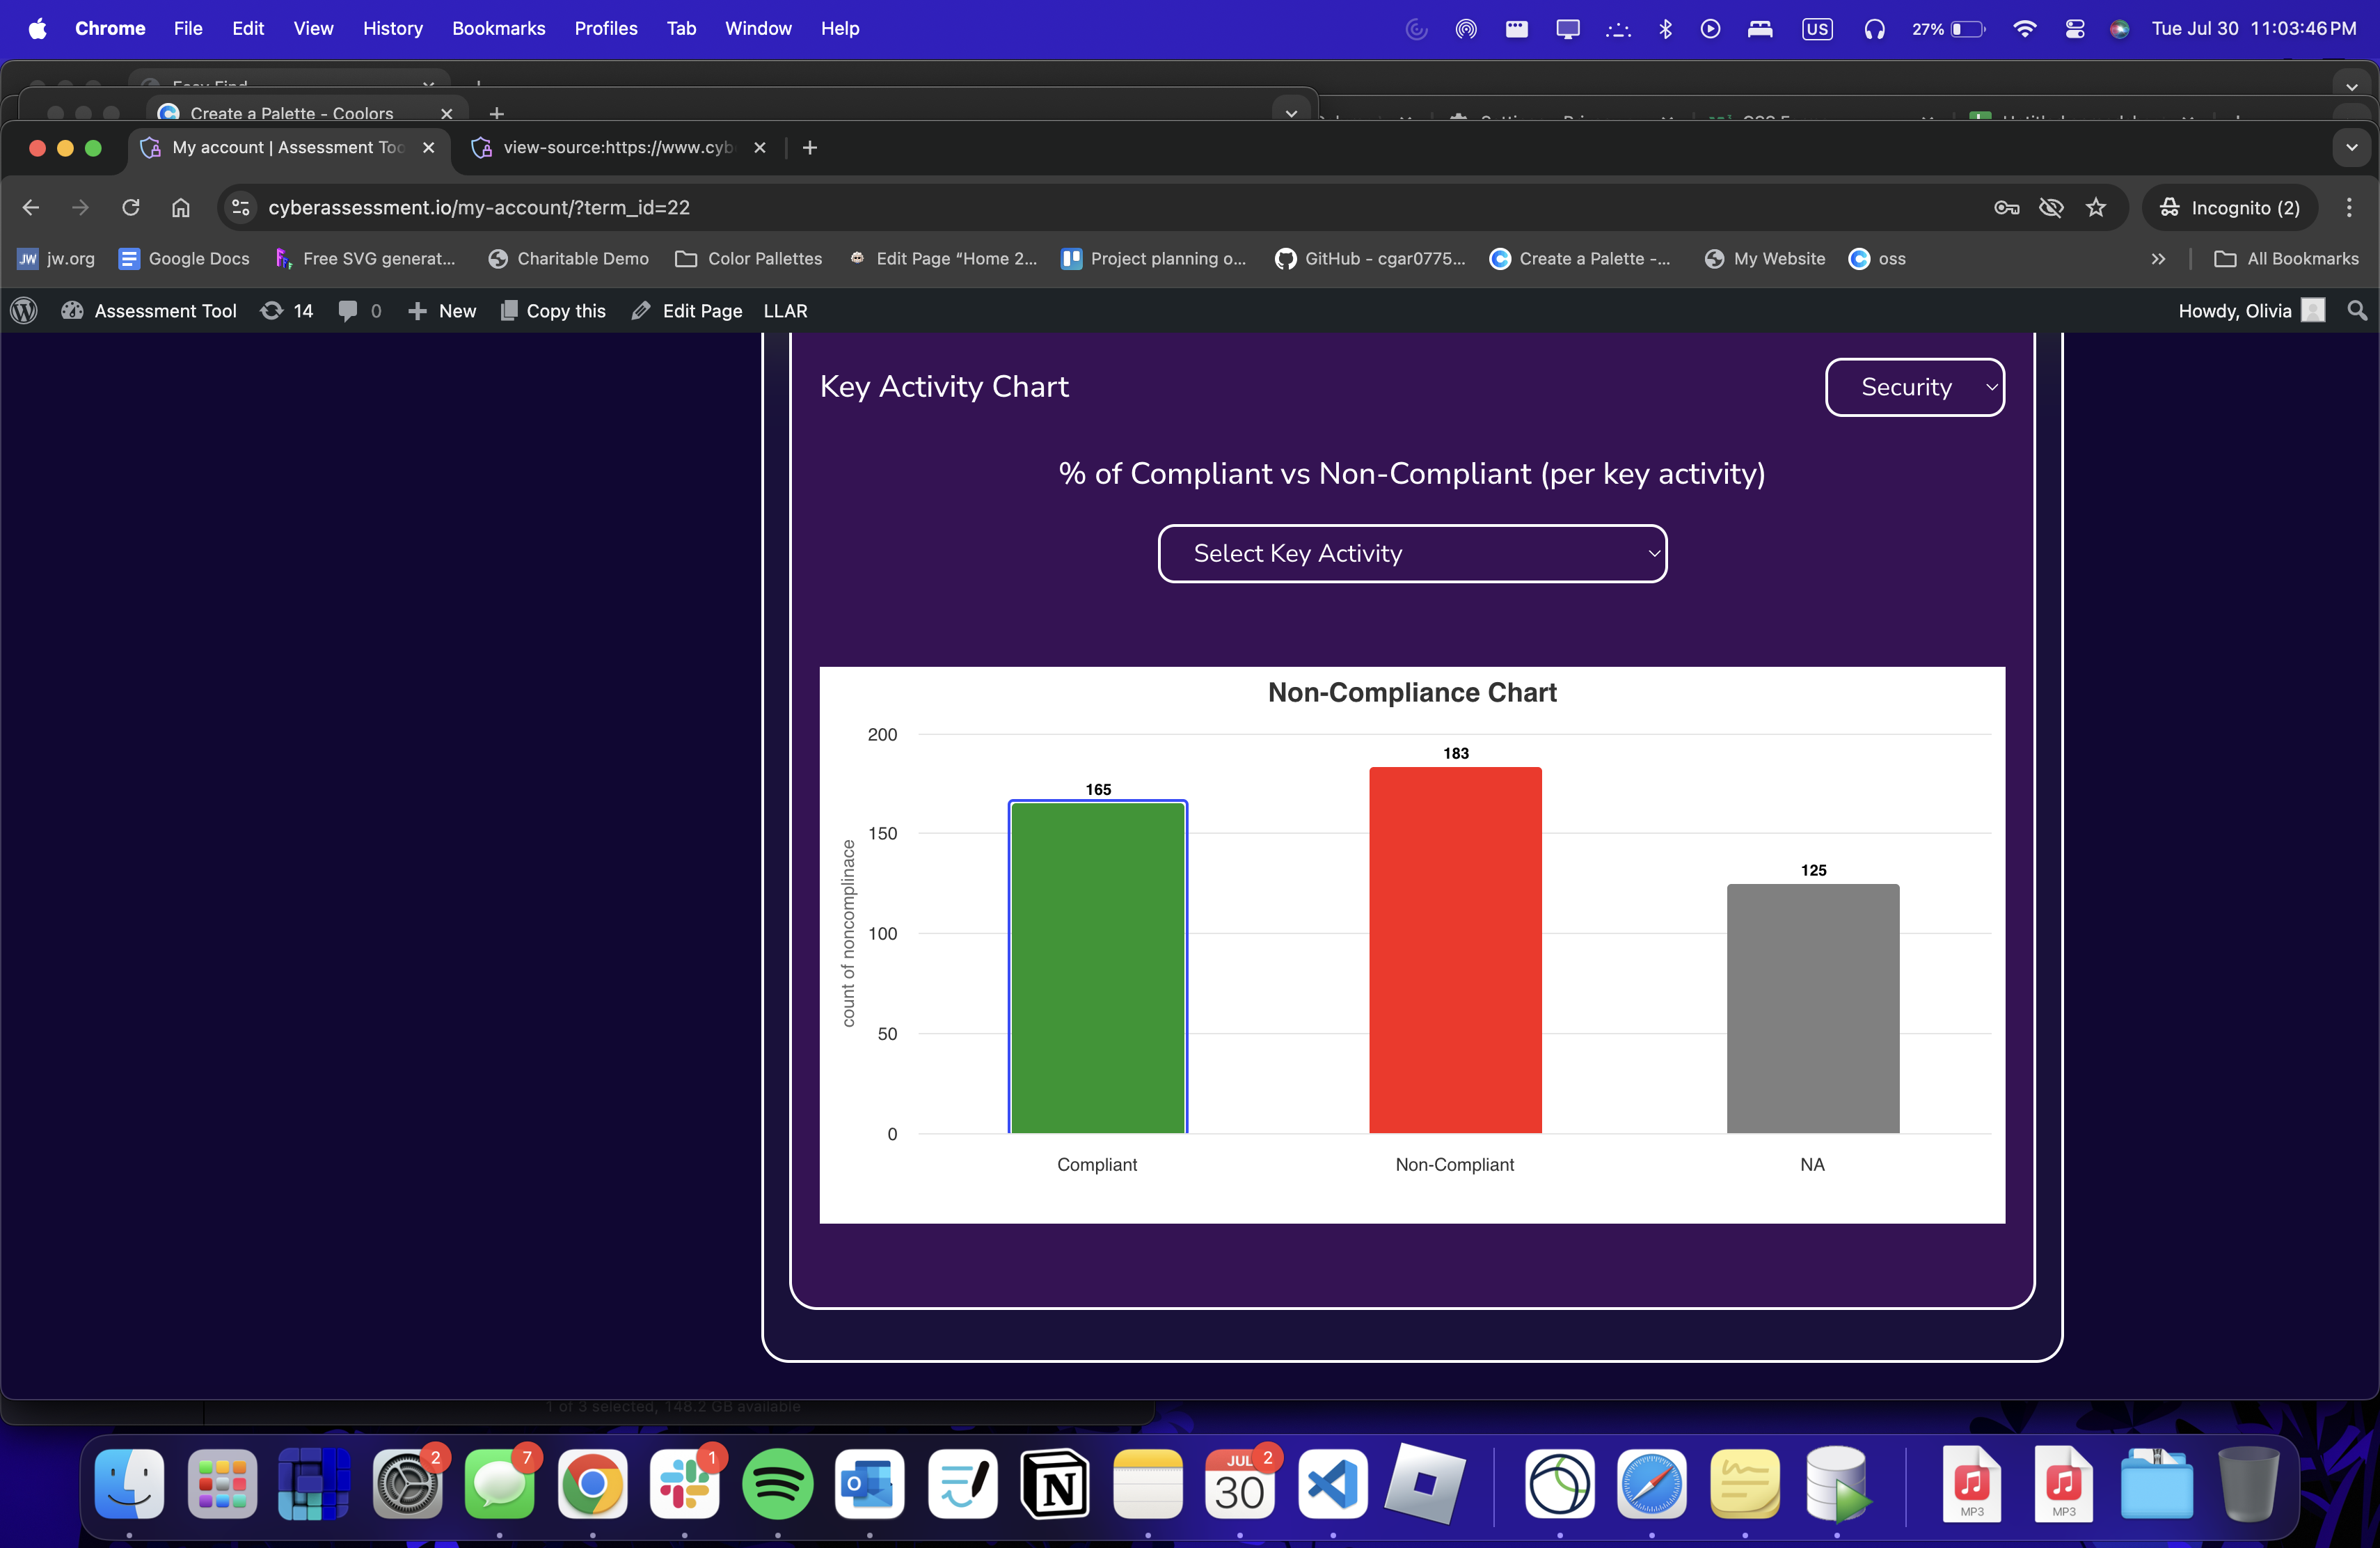 Chrome File Edit View History Bookmarks Profiles Tab Window Help US 27% Tue Jul 30 11:03:46 PM
Easy Find
Create a Palette - Coolors
My account | Assessment Too view-source:https://www.cyb
cyberassessment.io/my-account/?term_id=22 Incognito (2)
JW jw.org Google Docs Free SVG generat... Charitable Demo Color Pallettes Edit Page "Home 2... Project planning o... GitHub - cgar0775... Create a Palette -... My Website oss All Bookmarks
Assessment Tool 14 0 New Copy this Edit Page LLAR Howdy, Olivia
Key Activity Chart Security
% of Compliant vs Non-Compliant (per key activity)
Select Key Activity
Non-Compliance Chart
200
183
165
150
125
count of noncomplinace
100
50
0
Compliant Non-Compliant NA
1 of 3 selected, 148.2 GB available
2 7 1 JUL 2
30
MP3 MP3